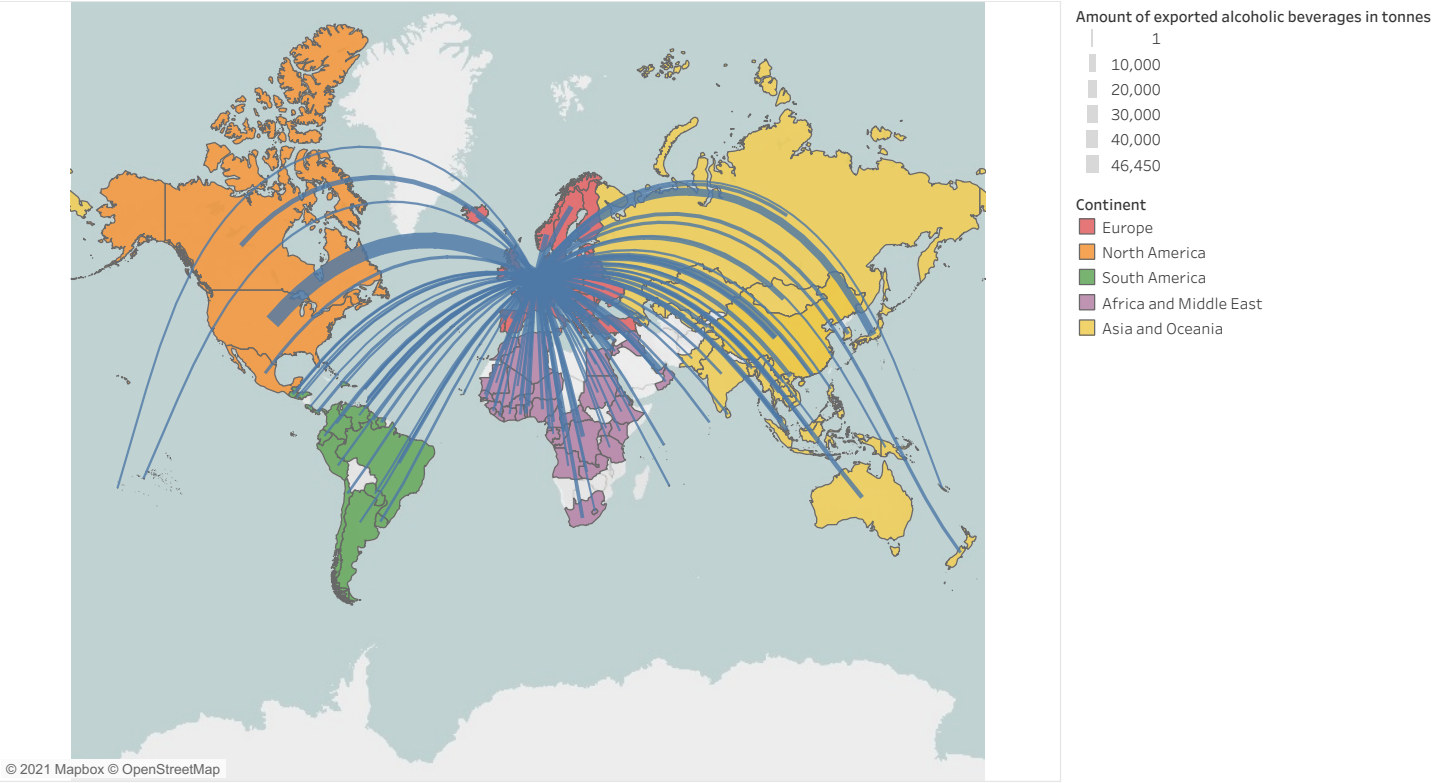 Amount of exported alcoholic beverages in tonnes
1
10,000
20,000
30,000
40,000
46,450
Continent
Europe
North America
South America
Africa and Middle East
Asia and Oceania
© 2021 Mapbox © OpenStreetMap